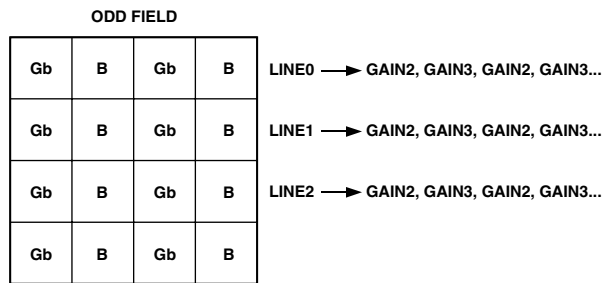 ODD FIELD
Gb B Gb B LINE0 GAIN2, GAIN3, GAIN2, GAIN3...
Gb B Gb B LINE1 GAIN2, GAIN3, GAIN2, GAIN3...
Gb B Gb B LINE2 GAIN2, GAIN3, GAIN2, GAIN3...
Gb B Gb B